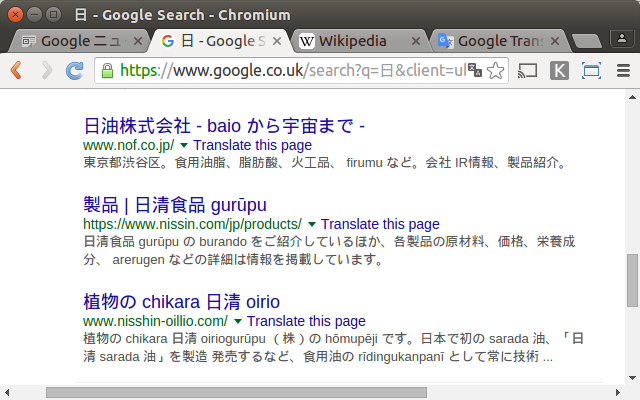 日 - Google Search - Chromium
Google ニュ
日 - Google S
Wikipedia
Google Trans
https://www.google.co.uk/search?q=日&client=u
日油株式会社 - baio から宇宙まで -
www.nof.co.jp/ Translate this page
東京都渋谷区。食用油脂、脂肪酸、火工品、 firumu など。会社 IR情報、製品紹介。
製品 | 日清食品 gurūpu
https://www.nissin.com/jp/products/ Translate this page
日清食品 gurūpu の burando をご紹介しているほか、各製品の原材料、価格、栄養成
分、 arerugen などの詳細は情報を掲載しています。
植物の chikara 日清 oirio
www.nisshin-oillio.com/ Translate this page
植物の chikara 日清 oiriogurūpu （ 株 ）の hōmupēji です。日本で初の sarada 油、「 日
清 sarada 油 」を製造 発売するなど、食用油の rīdingukanpanī として常に技術 ...